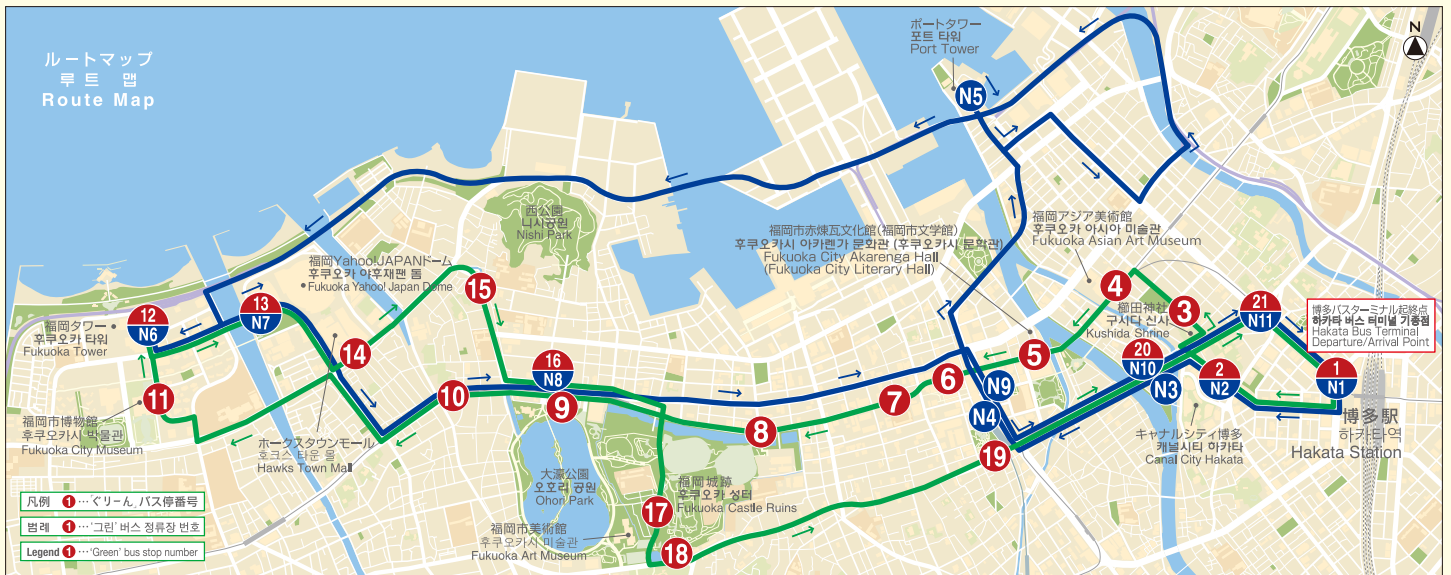 ルートマップ
루트 맵
Route Map
ポートタワー
포트 타워
Port Tower
N
N5
西公園
니시공원
Nishi Park
福岡市赤煉瓦文化館(福岡市文学館)
후쿠오카시 아카렌가 문화관 (후쿠오카시 문학관)
Fukuoka City Akarenga Hall
(Fukuoka City Literary Hall)
福岡アジア美術館
후쿠오카 아시아 미술관
Fukuoka Asian Art Museum
福岡Yahoo!JAPANドーム
후쿠오카 야후재팬 돔
Fukuoka Yahoo! Japan Dome
15
4
3
櫛田神社
구시다 신사
Kushida Shrine
21
N11
博多バスターミナル起終点
하카타 버스 터미널 기종점
Hakata Bus Terminal
Departure/Arrival Point
12
N6
13
N7
福岡タワー
후쿠오카 타워
Fukuoka Tower
14
16
N8
5
6
20
N10
N3
2
N2
1
N1
11
10
9
7
N9
N4
8
19
福岡市博物館
후쿠오카시 박물관
Fukuoka City Museum
ホークスタウンモール
호크스 타운 몰
Hawks Town Mall
キャナルシティ博多
캐널시티 하카타
Canal City Hakata
博多駅
하카타역
Hakata Station
大濠公園
오호리 공원
Ohori Park
福岡城跡
후쿠오카 성터
Fukuoka Castle Ruins
17
18
福岡市美術館
후쿠오카시 미술관
Fukuoka Art Museum
凡例 1…ぐりーん バス停番号
범례 1…'그린' 버스 정류장 번호
Legend 1…'Green' bus stop number